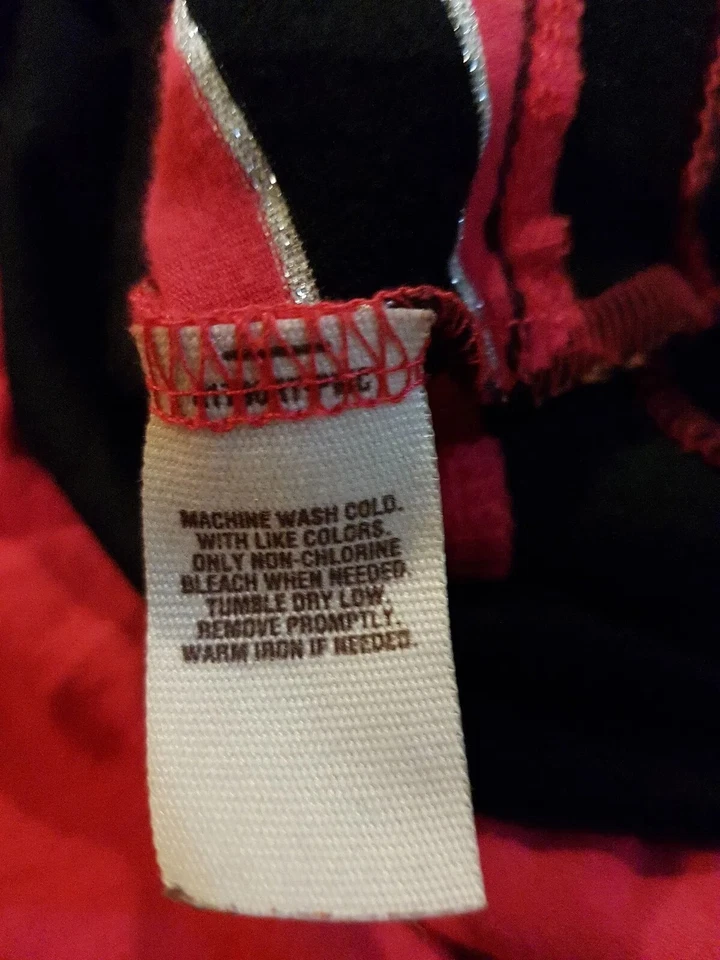 MACHINE WASH COLD.
WITH LIKE COLORS.
ONLY NON-CHLORINE
BLEACH WHEN NEEDED.
TUMBLE DRY LOW.
REMOVE PROMPTLY.
WARM IRON IF NEEDED.